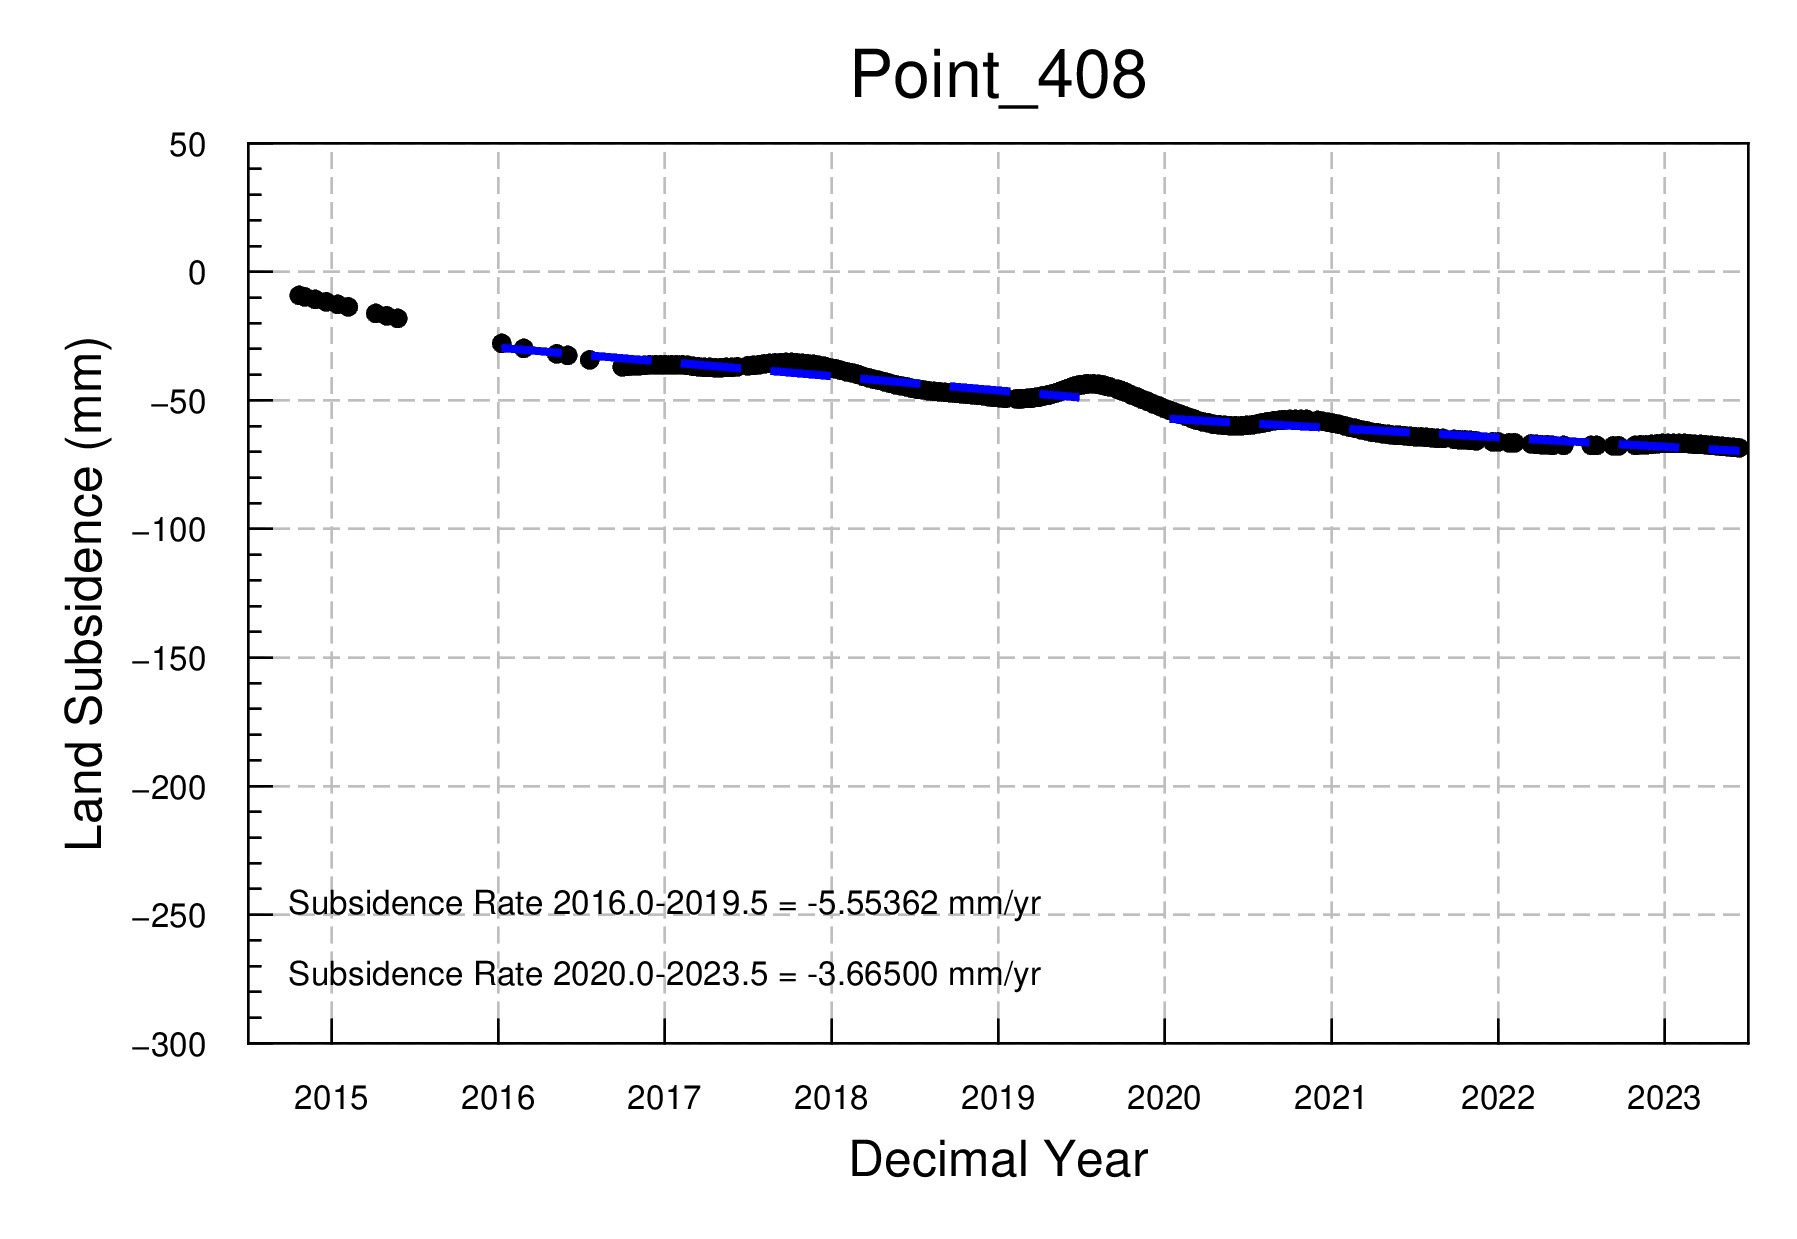 Point_408
50
0
−50
−100
−150
−200
−250
−300
Land Subsidence (mm)
Subsidence Rate 2016.0-2019.5 = -5.55362 mm/yr
Subsidence Rate 2020.0-2023.5 = -3.66500 mm/yr
2015 2016 2017 2018 2019 2020 2021 2022 2023
Decimal Year